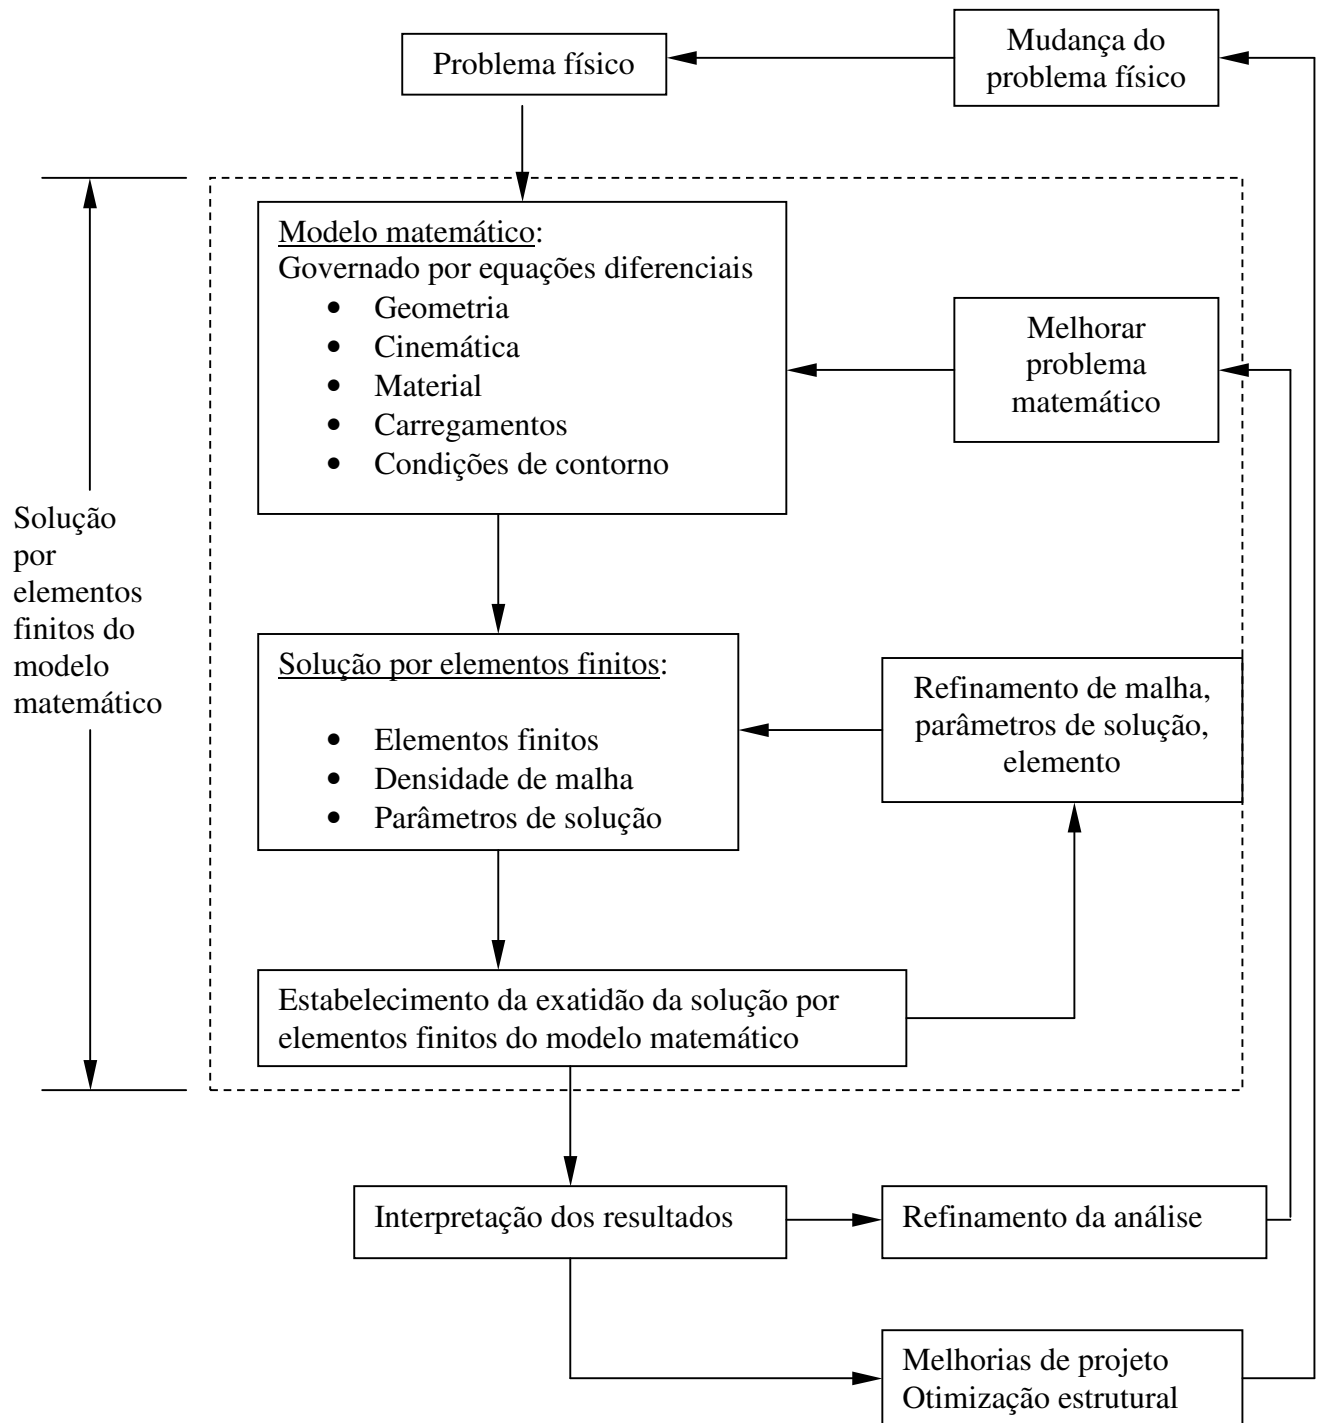 Mudança do
problema físico
Problema físico
Modelo matemático:
Governado por equações diferenciais
• Geometria
• Cinemática
• Material
• Carregamentos
• Condições de contorno
Melhorar
problema
matemático
Solução
por
elementos
finitos do
modelo
matemático
Solução por elementos finitos:
• Elementos finitos
• Densidade de malha
• Parâmetros de solução
Refinamento de malha,
parâmetros de solução,
elemento
Estabelecimento da exatidão da solução por
elementos finitos do modelo matemático
Interpretação dos resultados
Refinamento da análise
Melhorias de projeto
Otimização estrutural